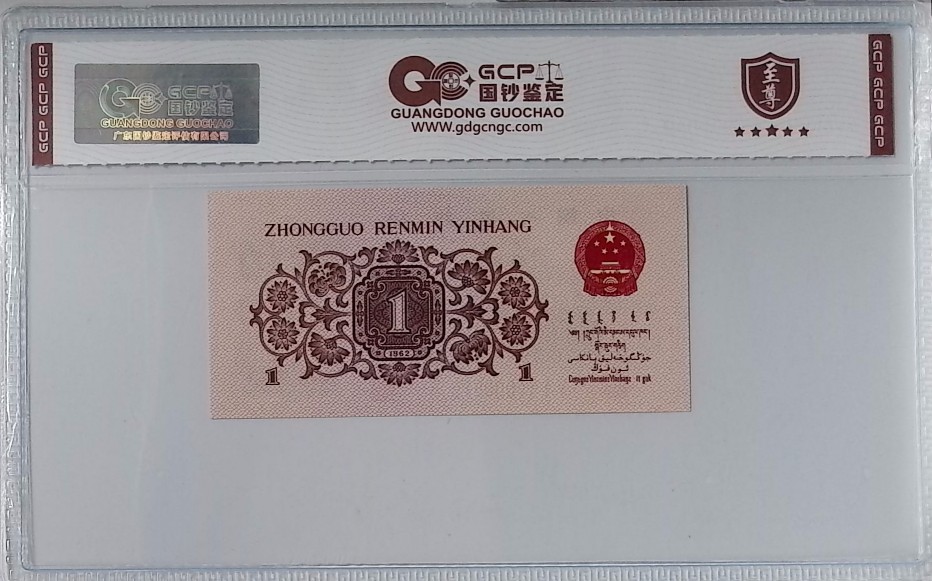 GCP GCP GCP
GCP
国钞鉴定
GUANGDONG GUOCHAO
广东国钞鉴定评估有限公司
GCP
国钞鉴定
GUANGDONG GUOCHAO
www.gdgcngc.com
至尊
GCP GCP GCP
ZHONGGUO RENMIN YINHANG
1
1962
1
1
جۇڭگوخەلىق بانكىسى